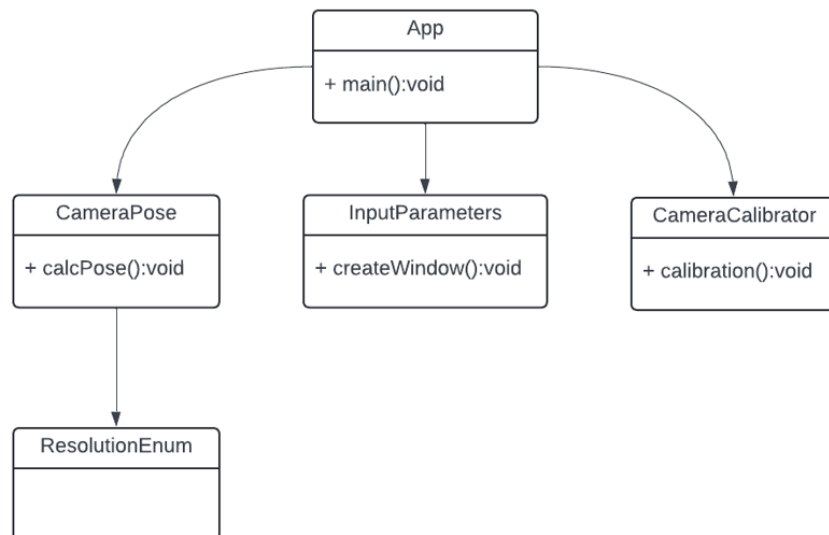 App
+ main():void
CameraPose
+ calcPose():void
InputParameters
+ createWindow():void
CameraCalibrator
+ calibration():void
ResolutionEnum